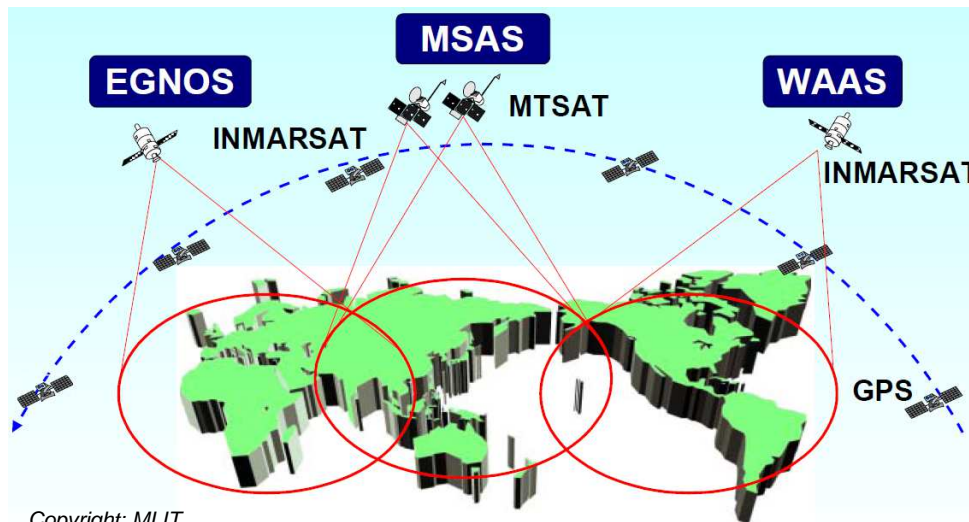 MSAS
EGNOS
WAAS
MTSAT
INMARSAT
INMARSAT
GPS
Copyright: MLIT